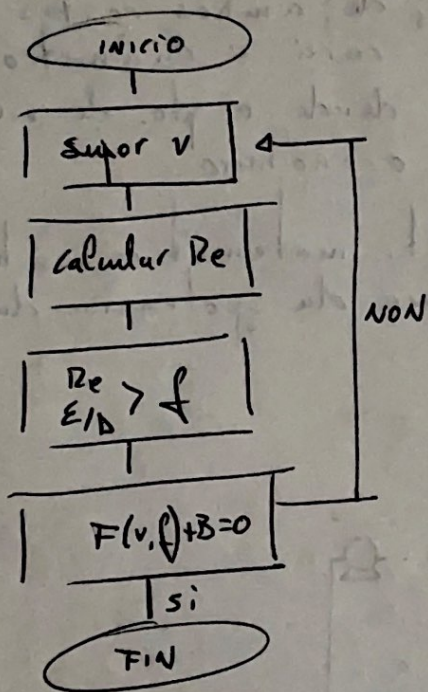 INICIO
supor v
calcular Re
Re
ε/D > f
F(v,f)+B=0
NON
si
FIN